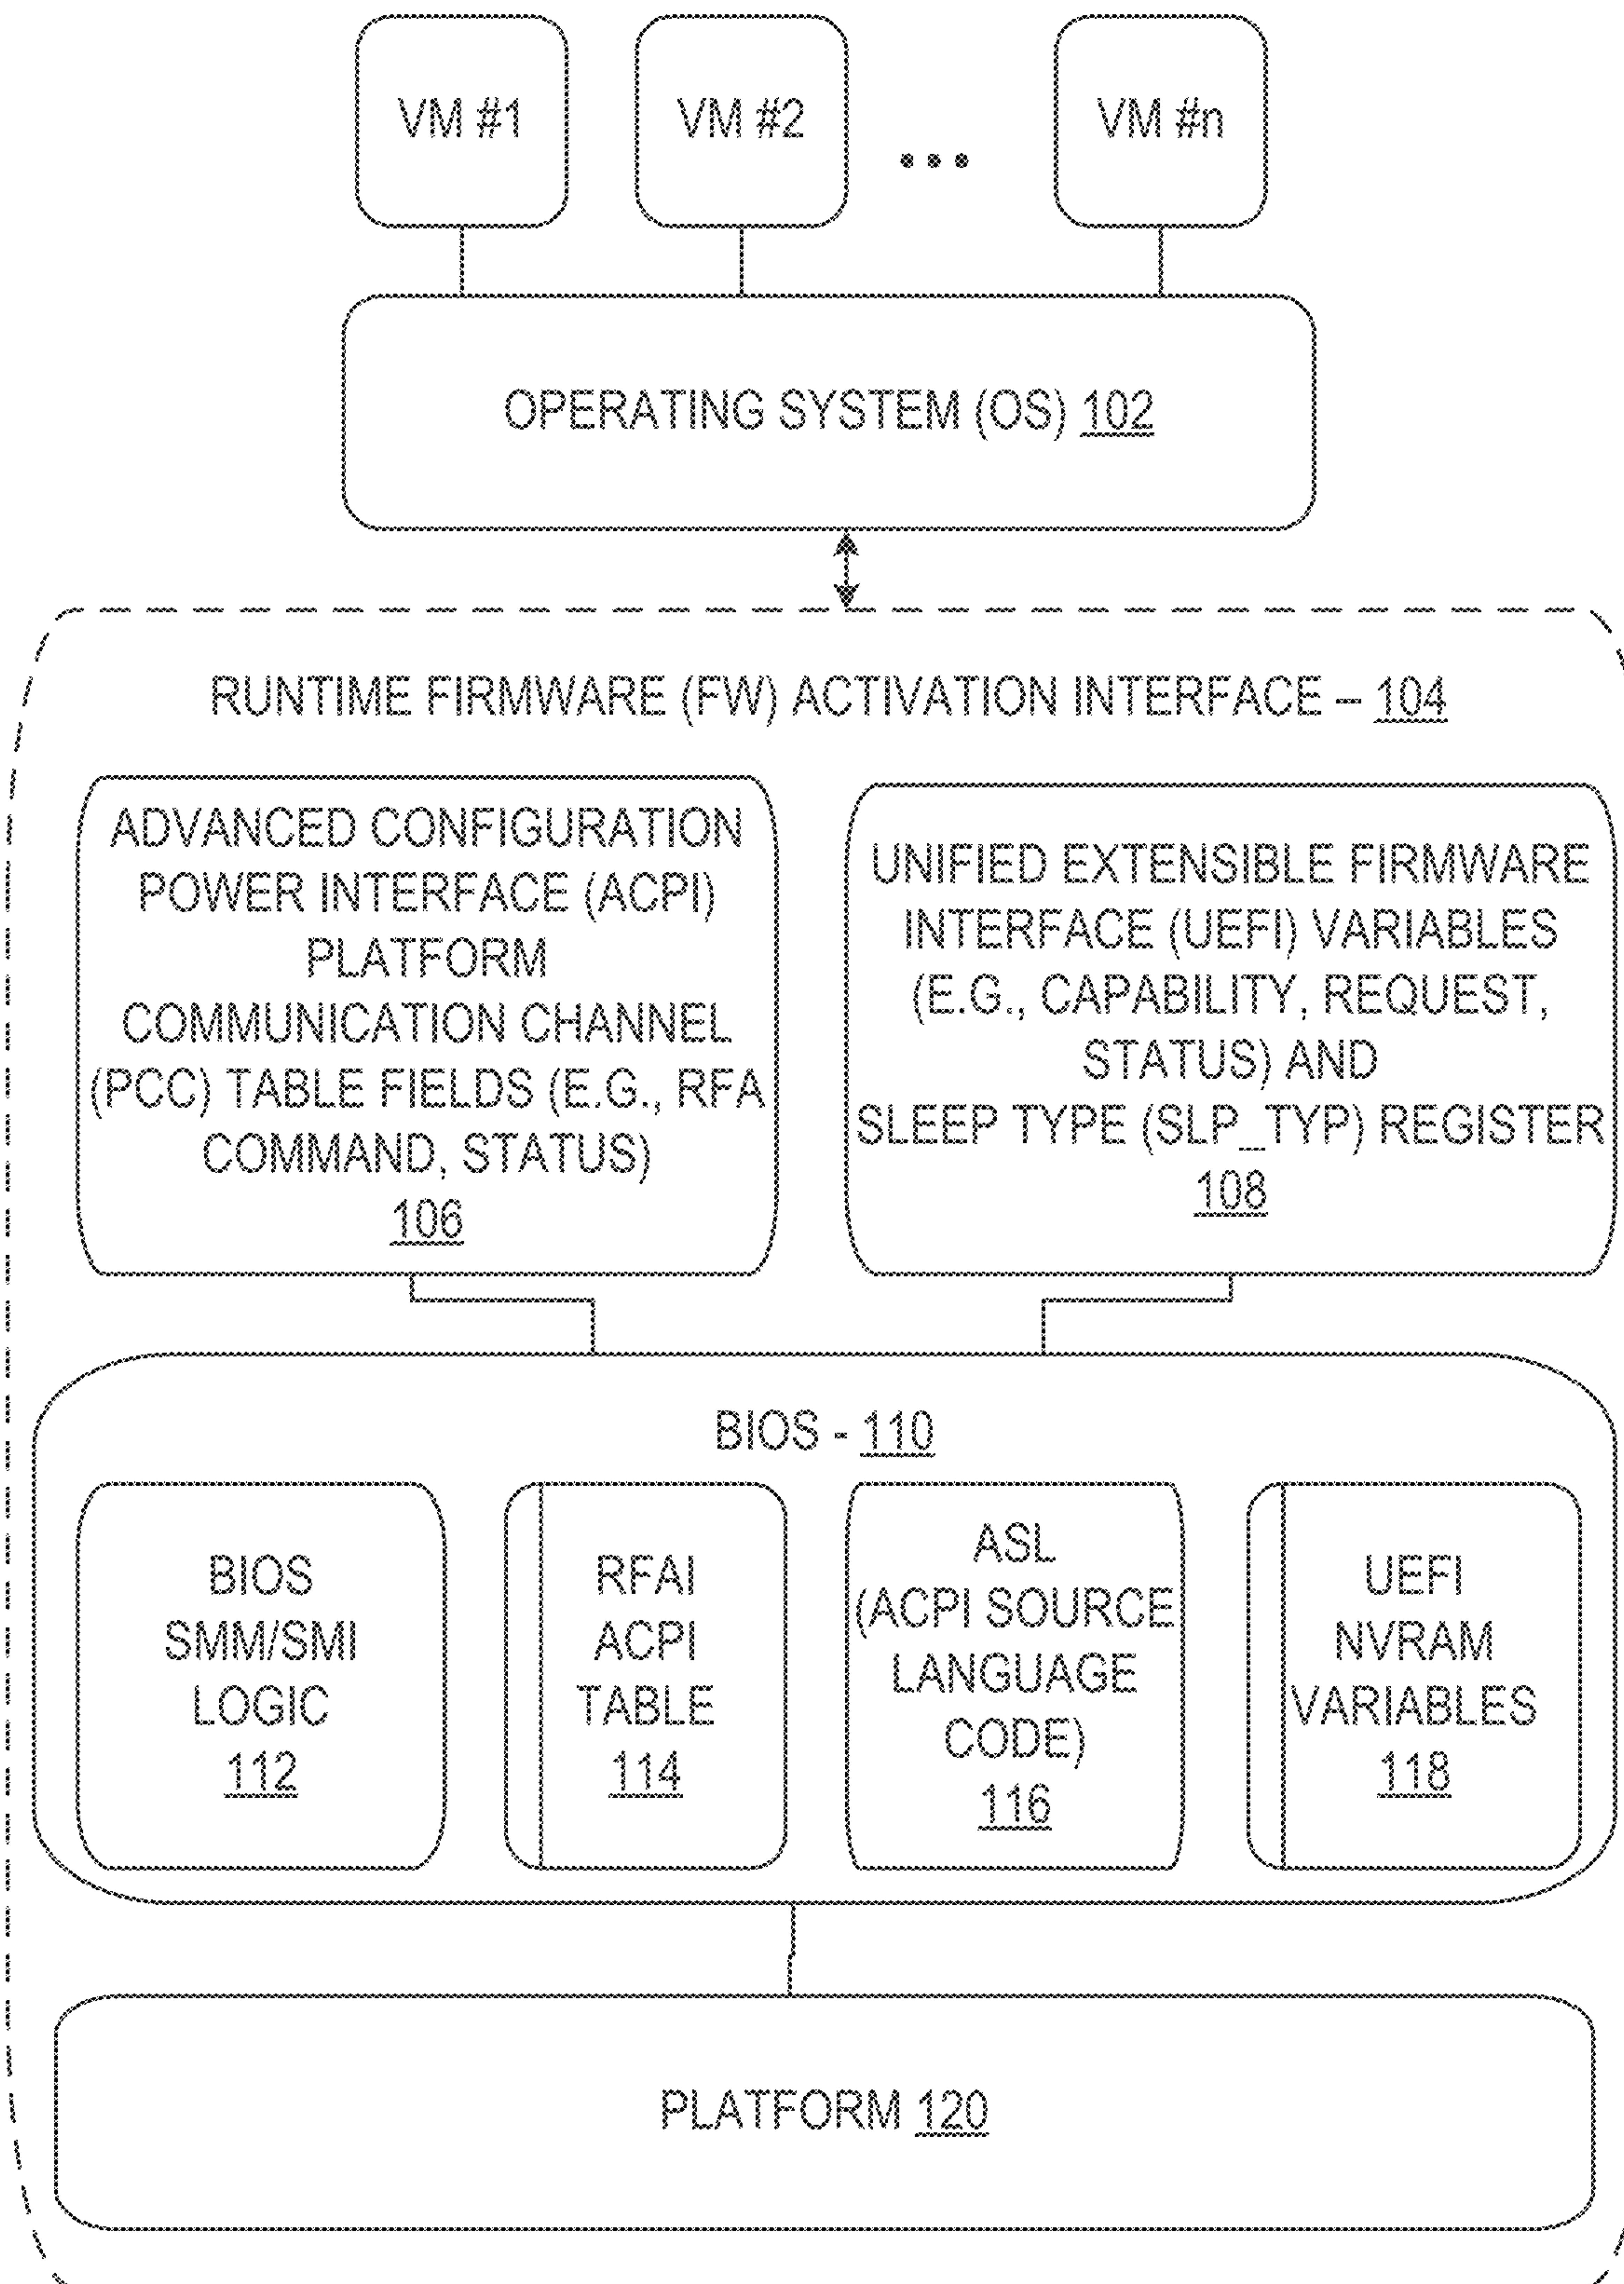 VM #1
VM #2
...
VM #n
OPERATING SYSTEM (OS) 102
RUNTIME FIRMWARE (FW) ACTIVATION INTERFACE – 104
ADVANCED CONFIGURATION
POWER INTERFACE (ACPI)
PLATFORM
COMMUNICATION CHANNEL
(PCC) TABLE FIELDS (E.G., RFA
COMMAND, STATUS)
106
UNIFIED EXTENSIBLE FIRMWARE
INTERFACE (UEFI) VARIABLES
(E.G., CAPABILITY, REQUEST,
STATUS) AND
SLEEP TYPE (SLP_TYP) REGISTER
108
BIOS - 110
BIOS
SMM/SMI
LOGIC
112
RFAI
ACPI
TABLE
114
ASL
(ACPI SOURCE
LANGUAGE
CODE)
116
UEFI
NVRAM
VARIABLES
118
PLATFORM 120